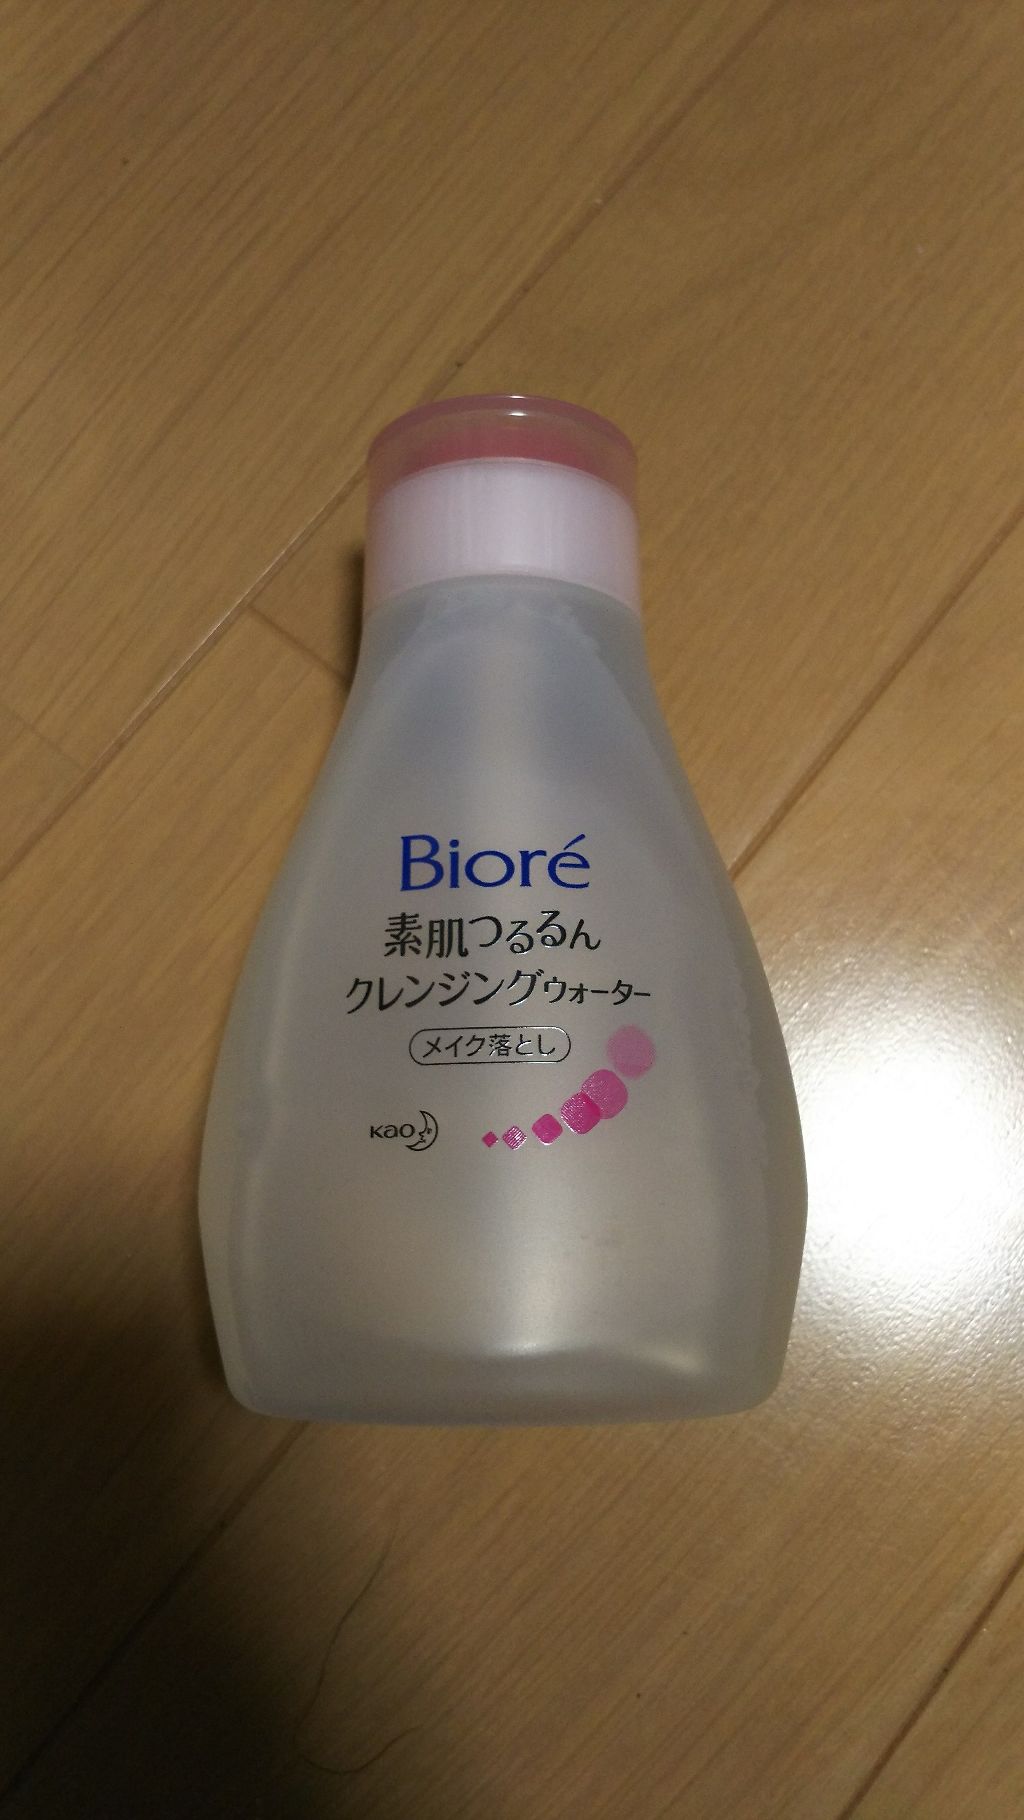 Bioré
素肌つるるん
クレンジングウォーター
メイク落とし
Kao